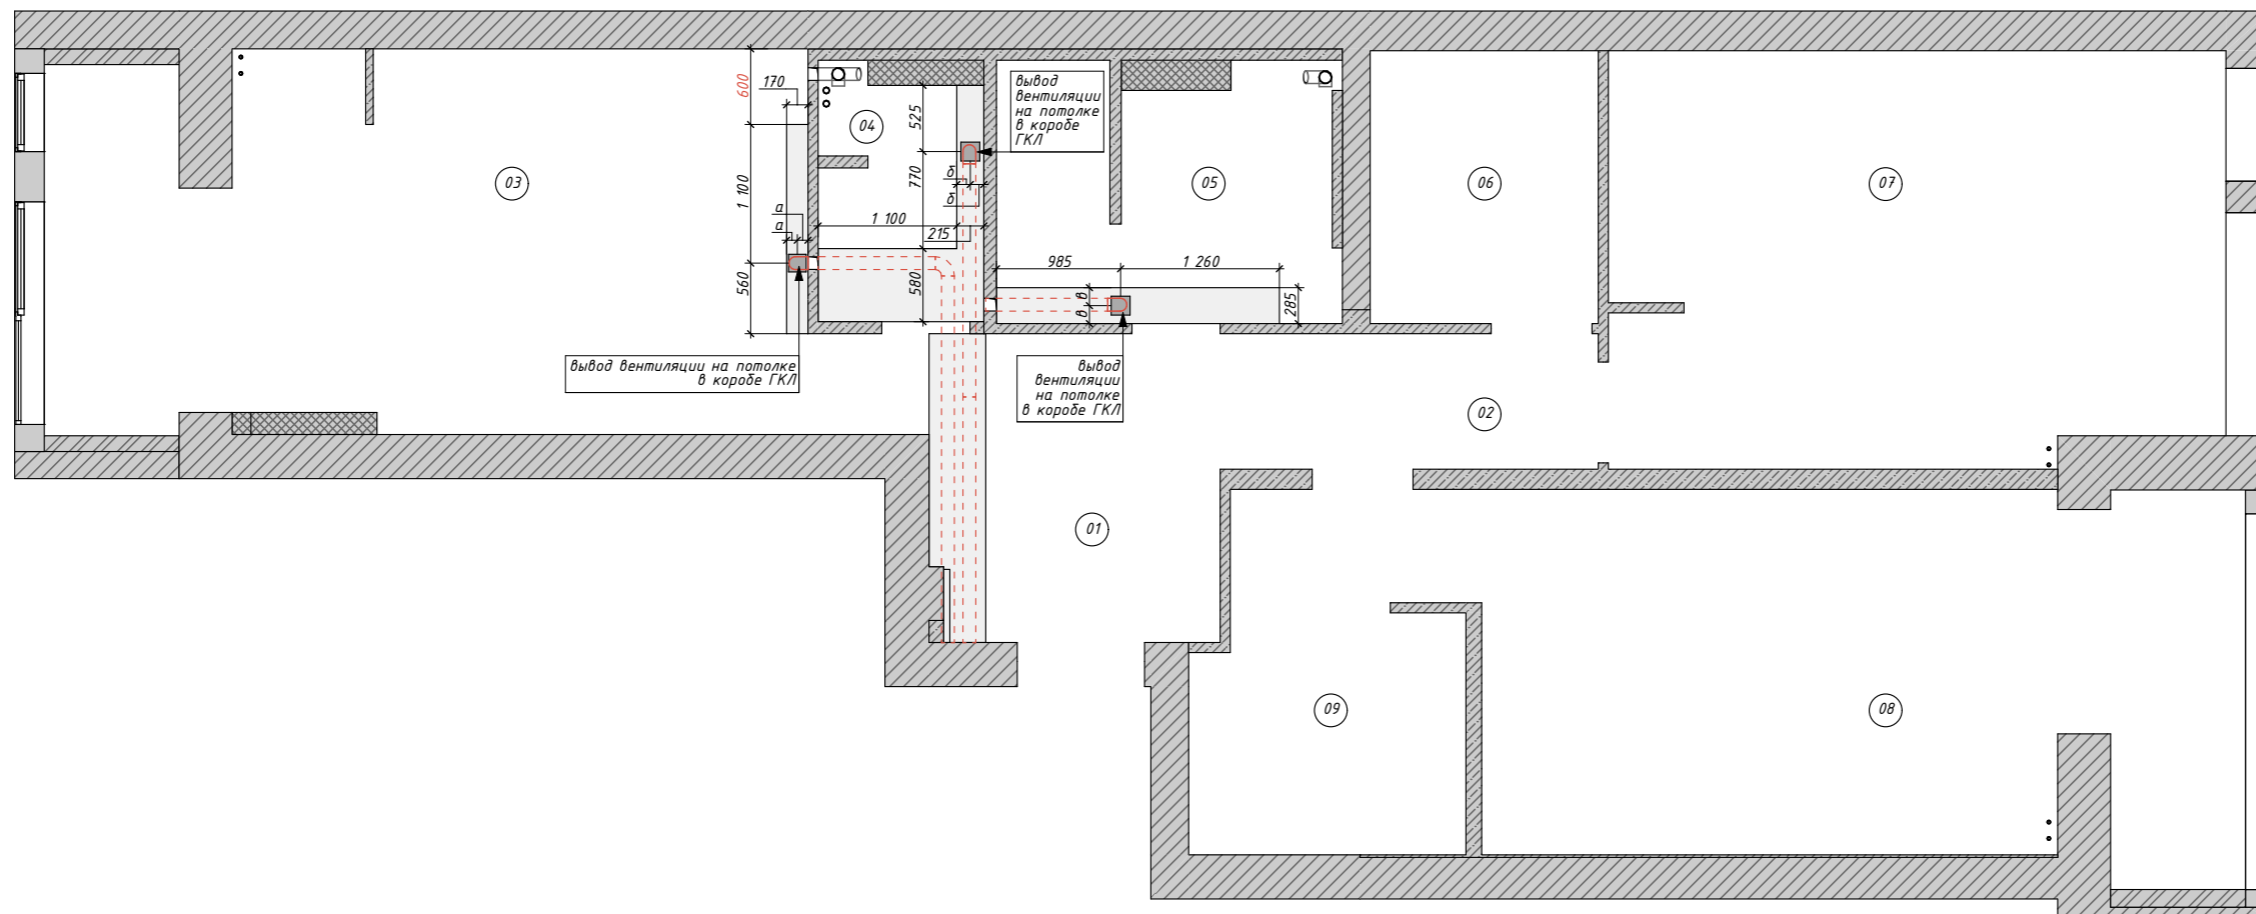 600
170
525
вывод
вентиляции
на потолке
в коробе
ГКЛ
04
03
1 100
770
б
б
05
06
07
а
а
1 100
215
560
580
985
1 260
в
в
285
вывод вентиляции на потолке
в коробе ГКЛ
вывод
вентиляции
на потолке
в коробе ГКЛ
02
01
09
08